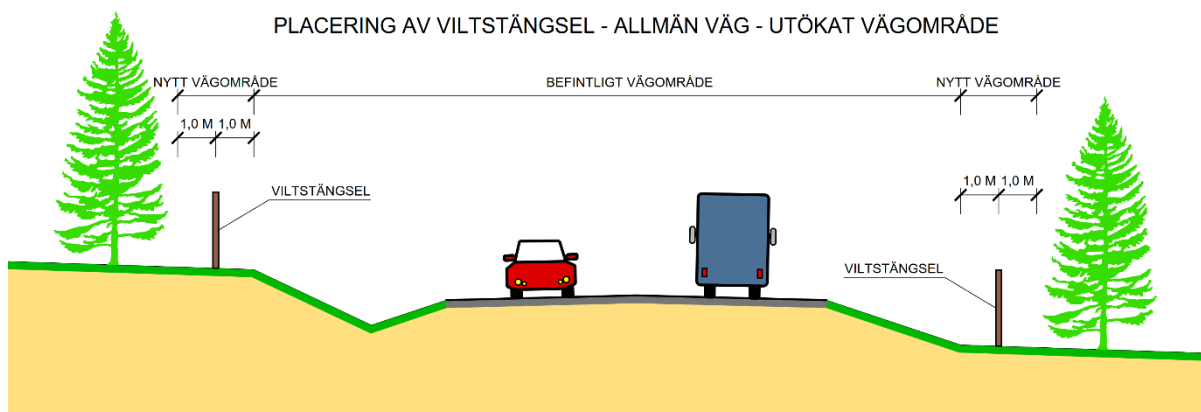 PLACERING AV VILTSTÄNGSEL - ALLMÄN VÄG - UTÖKAT VÄGOMRÅDE
NYTT VÄGOMRÅDE
BEFINTLIGT VÄGOMRÅDE
NYTT VÄGOMRÅDE
1,0 M
1,0 M
VILTSTÄNGSEL
1,0 M
1,0 M
VILTSTÄNGSEL